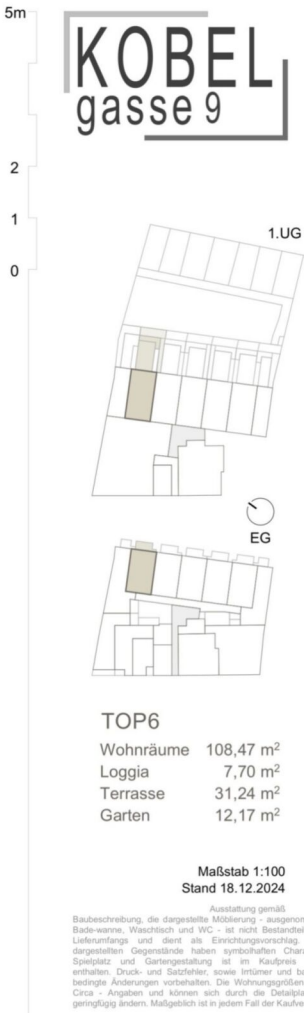 5m
KOBEL
gasse 9
2
1
0
1.UG
EG
TOP6
Wohnräume 108,47 m²
Loggia 7,70 m²
Terrasse 31,24 m²
Garten 12,17 m²
Maßstab 1:100
Stand 18.12.2024
Ausstattung gemäß
Baubeschreibung, die dargestellte Möblierung - ausgenom
Bade-wanne, Waschtisch und WC - ist nicht Bestandtei
Lieferumfangs und dient als Einrichtungsvorschlag.
dargestellten Gegenstände haben symbolhaften Chara
Spielplatz und Gartengestaltung ist im Kaufpreis
enthalten. Druck- und Satzfehler, sowie Irrtümer und ba
bedingte Änderungen vorbehalten. Die Wohnungsgrößen
Circa - Angaben und können sich durch die Detailpla
geringfügig ändern. Maßgeblich ist in jedem Fall der Kaufve